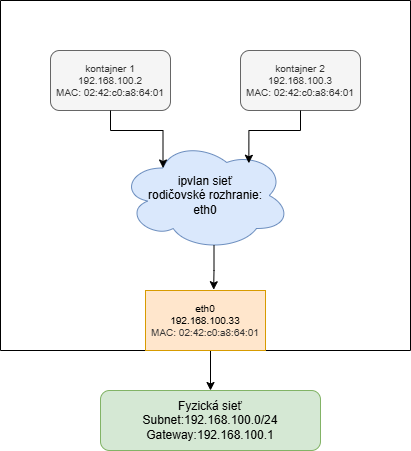 kontajner 1
192.168.100.2
MAC: 02:42:c0:a8:64:01
kontajner 2
192.168.100.3
MAC: 02:42:c0:a8:64:01
ipvlan sieť
rodičovské rozhranie:
eth0
eth0
192.168.100.33
MAC: 02:42:c0:a8:64:01
Fyzická sieť
Subnet:192.168.100.0/24
Gateway:192.168.100.1